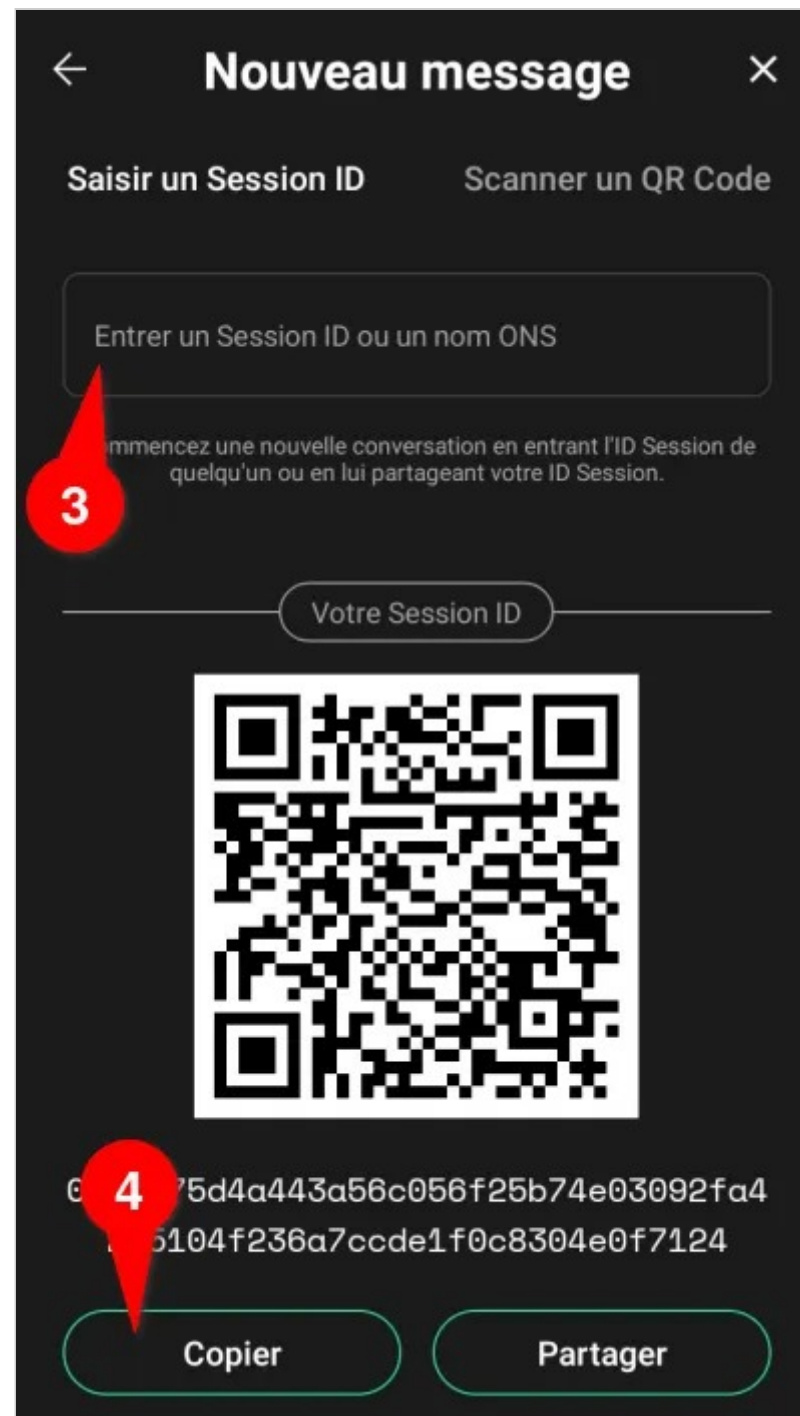 Nouveau message
Saisir un Session ID Scanner un QR Code
Entrer un Session ID ou un nom ONS
une nouvelle conversation en entrant l'ID Session de
quelqu'un ou en lui partageant votre ID Session.
3
Votre Session ID
4
75d4a443a56c056f25b74e03092fa4
5104f236a7ccde1f0c8304e0f7124
Copier Partager